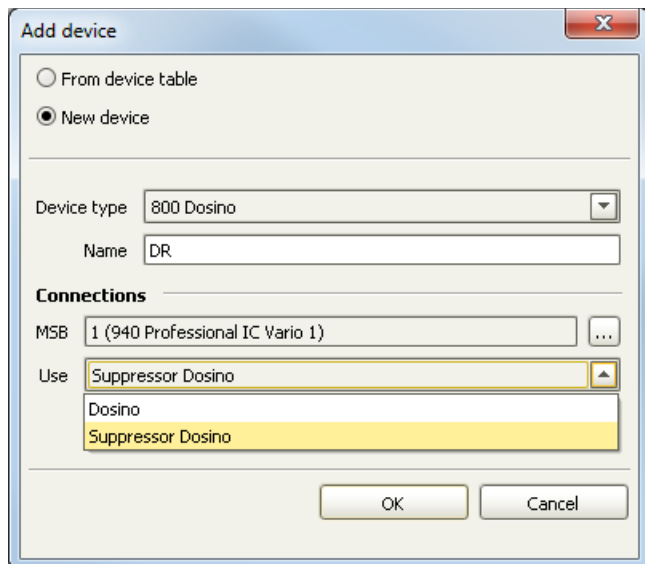 Add device
From device table
New device
Device type 800 Dosino
Name DR
Connections
MSB 1 (940 Professional IC Vario 1) ...
Use Suppressor Dosino
Dosino
Suppressor Dosino
OK Cancel